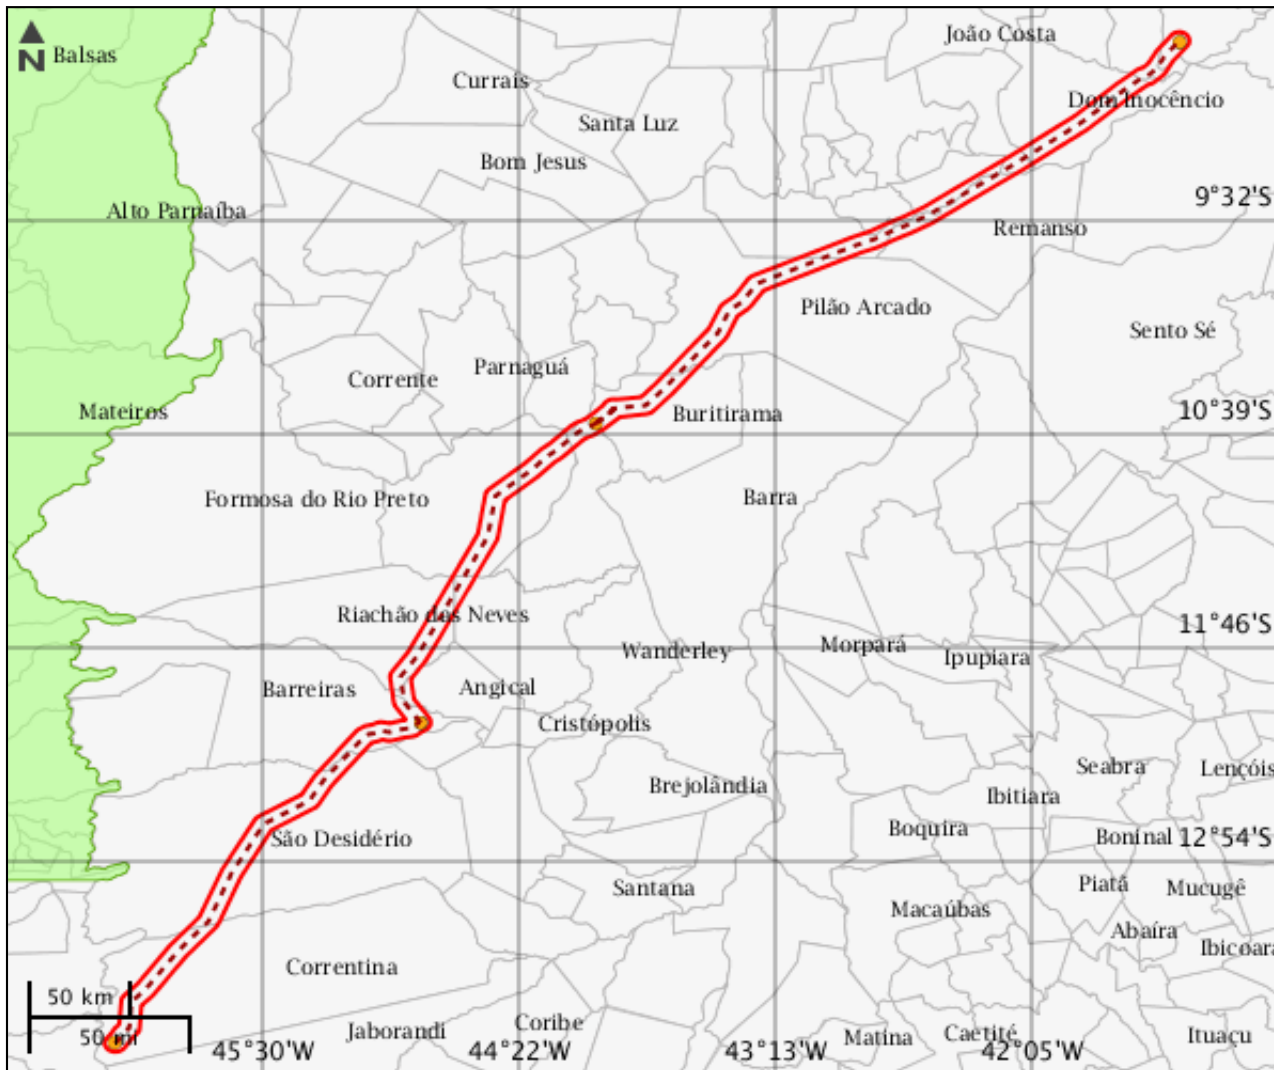 João Costa
N
Balsas
Currais
Dom Inocêncio
Santa Luz
Bom Jesus
9°32'S
Alto Parnaíba
Remanso
Pilão Arcado
Sento Sé
Parnaguá
Corrente
Mateiros
Buritirama
10°39'S
Formosa do Rio Preto
Barra
Riachão dos Neves
11°46'S
Wanderley
Morpará
Ipupiara
Barreiras
Angical
Cristópolis
Seabra
Lençóis
Brejolândia
Ibitiara
Boquira
São Desidério
Boninal
12°54'S
Santana
Piatã
Mucugê
Macaúbas
Abaíra
Ibicoara
Correntina
50 km
50 mi
Jaborandi
Coribe
Matina
Caetité
Ituaçu
45°30'W
44°22'W
43°13'W
42°05'W